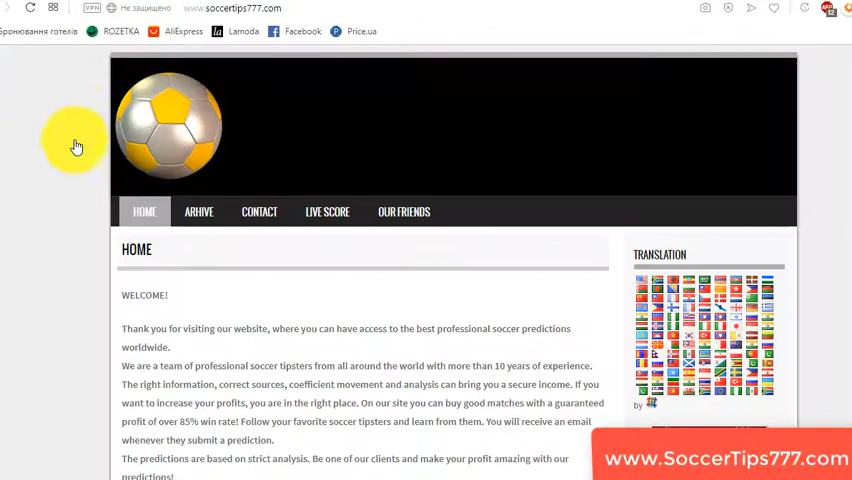 VPN Не защищено www.soccertips777.com
12
Бронювання готелів ROZETKA AliExpress la Lamoda Facebook P Price.ua
HOME ARHIVE CONTACT LIVE SCORE OUR FRIENDS
HOME
WELCOME!
Thank you for visiting our website, where you can have access to the best professional soccer predictions
worldwide.
We are a team of professional soccer tipsters from all around the world with more than 10 years of experience.
The right information, correct sources, coefficient movement and analysis can bring you a secure income. If you
want to increase your profits, you are in the right place. On our site you can buy good matches with a guaranteed
profit of over 85% win rate! Follow your favorite soccer tipsters and learn from them. You will receive an email
whenever they submit a prediction.
The predictions are based on strict analysis. Be one of our clients and make your profit amazing with our
predictions!
TRANSLATION
by
www.SoccerTips777.com